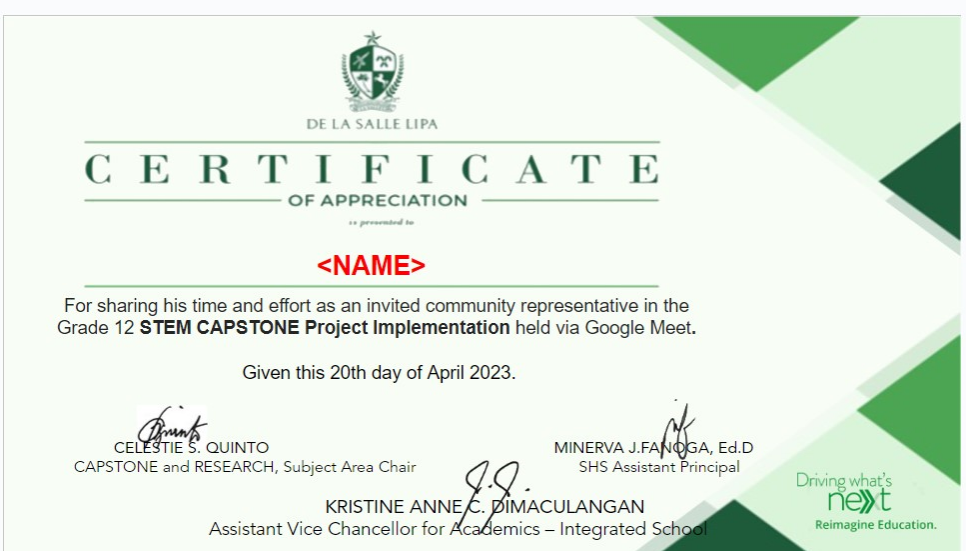 DE LA SALLE LIPA
CERTIFICATE
OF APPRECIATION
is presented to
<NAME>
For sharing his time and effort as an invited community representative in the
Grade 12 STEM CAPSTONE Project Implementation held via Google Meet.
Given this 20th day of April 2023.
CELESTIE S. QUINTO
CAPSTONE and RESEARCH, Subject Area Chair
MINERVA J.FAÑOGA, Ed.D
SHS Assistant Principal
KRISTINE ANNE C. DIMACULANGAN
Assistant Vice Chancellor for Academics – Integrated School
Driving what's
next
Reimagine Education.